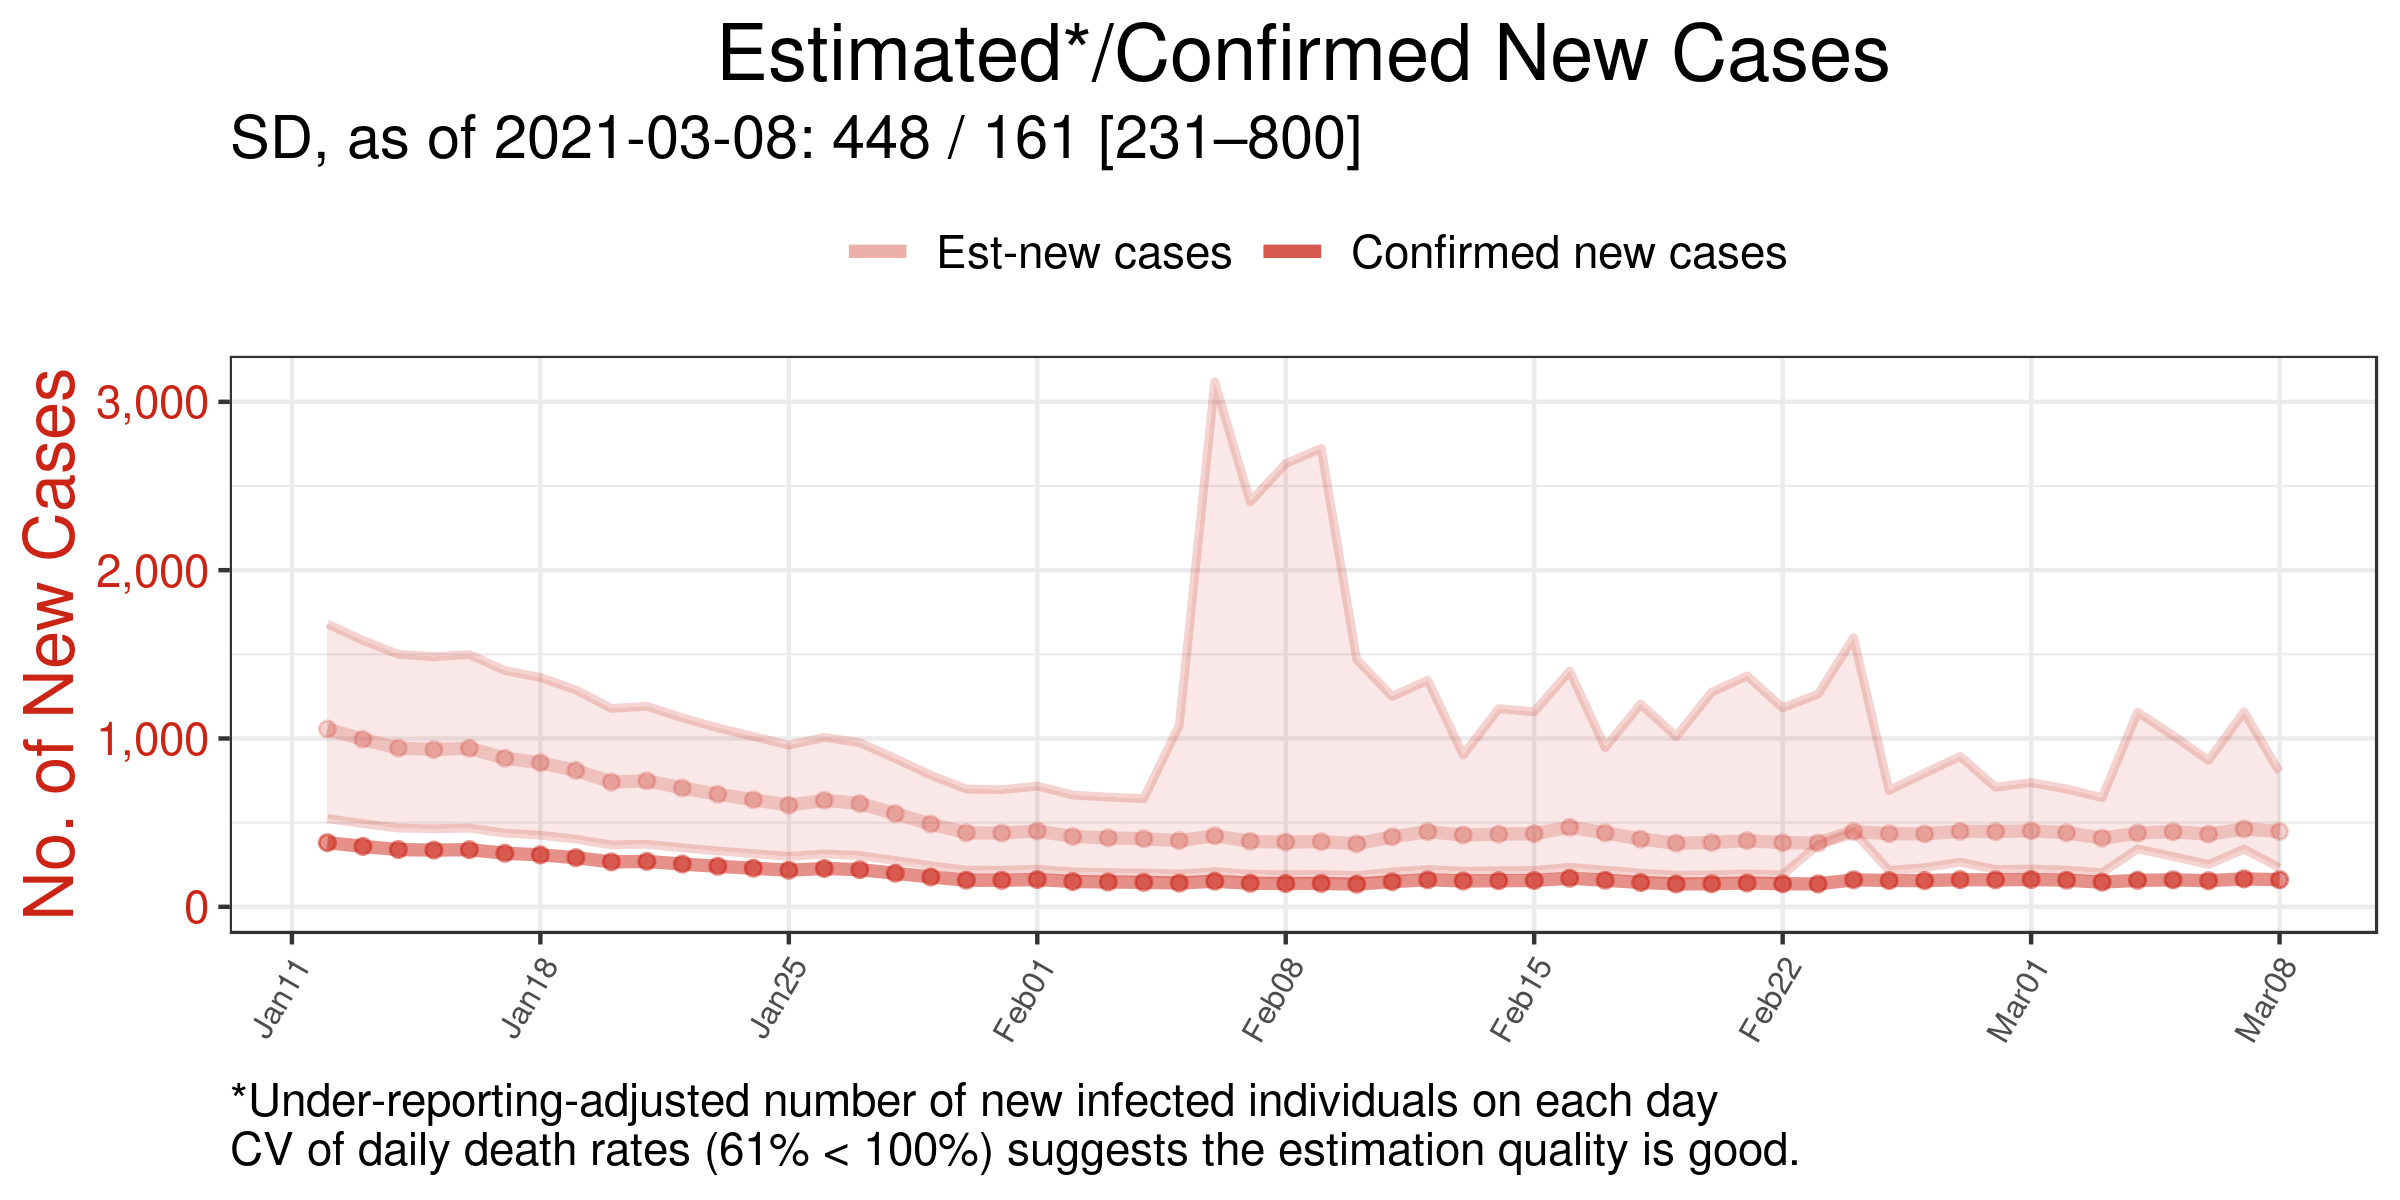 Estimated*/Confirmed New Cases
SD, as of 2021-03-08: 448 / 161 [231–800]
Est-new cases
Confirmed new cases
No. of New Cases
3,000
2,000
1,000
0
Jan11
Jan18
Jan25
Feb01
Feb08
Feb15
Feb22
Mar01
Mar08
*Under-reporting-adjusted number of new infected individuals on each day
CV of daily death rates (61% < 100%) suggests the estimation quality is good.